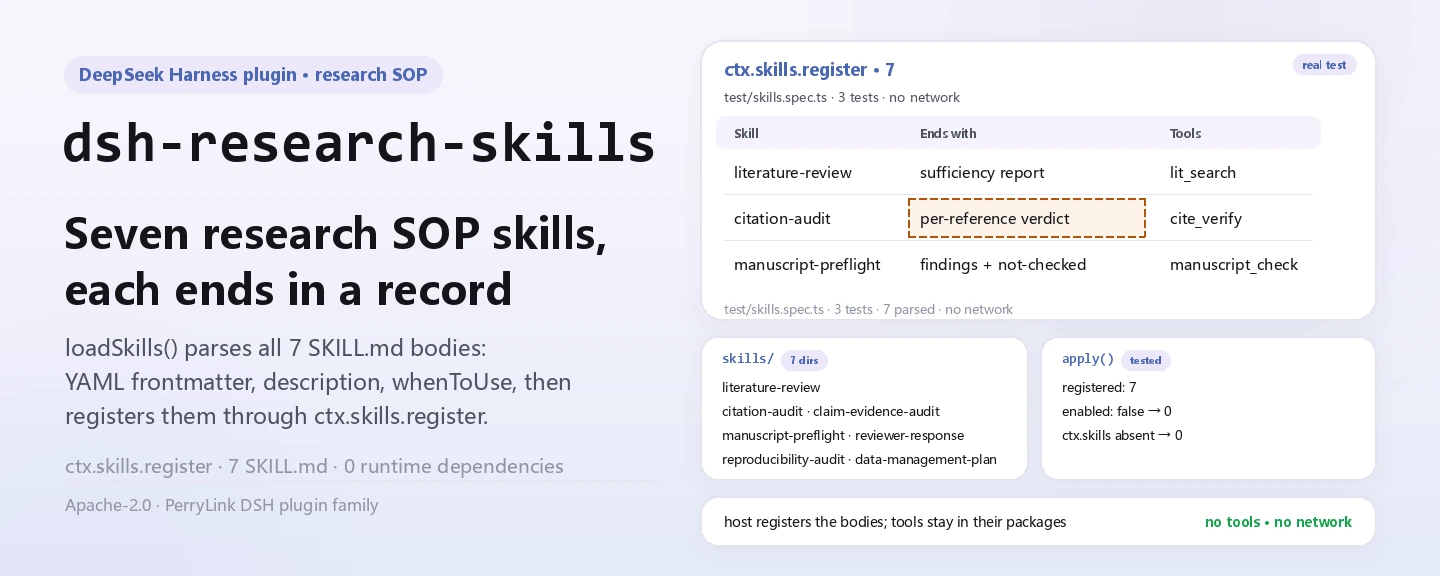 DeepSeek Harness plugin • research SOP
dsh-research-skills
Seven research SOP skills,
each ends in a record
loadSkills() parses all 7 SKILL.md bodies:
YAML frontmatter, description, whenToUse, then
registers them through ctx.skills.register.
ctx.skills.register · 7 SKILL.md · 0 runtime dependencies
Apache-2.0 · PerryLink DSH plugin family
ctx.skills.register • 7
real test
test/skills.spec.ts · 3 tests · no network
Skill Ends with Tools
literature-review sufficiency report lit_search
citation-audit per-reference verdict cite_verify
manuscript-preflight findings + not-checked manuscript_check
test/skills.spec.ts · 3 tests · 7 parsed · no network
skills/ 7 dirs
literature-review
citation-audit · claim-evidence-audit
manuscript-preflight · reviewer-response
reproducibility-audit · data-management-plan
apply() tested
registered: 7
enabled: false → 0
ctx.skills absent → 0
host registers the bodies; tools stay in their packages
no tools • no network